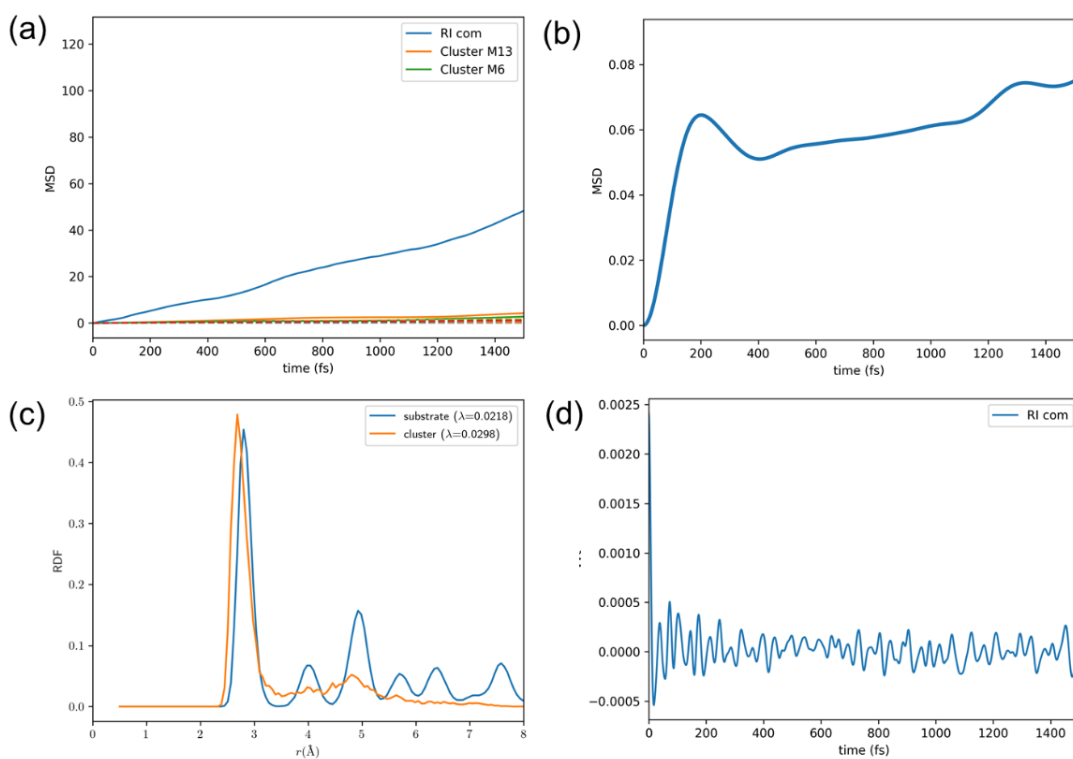 (a)
RI com
Cluster M13
Cluster M6
MSD
120
100
80
60
40
20
0
0 200 400 600 800 1000 1200 1400
time (fs)
(b)
MSD
0.08
0.06
0.04
0.02
0.00
0 200 400 600 800 1000 1200 1400
time (fs)
(c)
substrate (λ=0.0218)
cluster (λ=0.0298)
RDF
0.5
0.4
0.3
0.2
0.1
0.0
0 1 2 3 4 5 6 7 8
r(Å)
(d)
RI com
0.0025
0.0020
0.0015
0.0010
0.0005
0.0000
−0.0005
0 200 400 600 800 1000 1200 1400
time (fs)